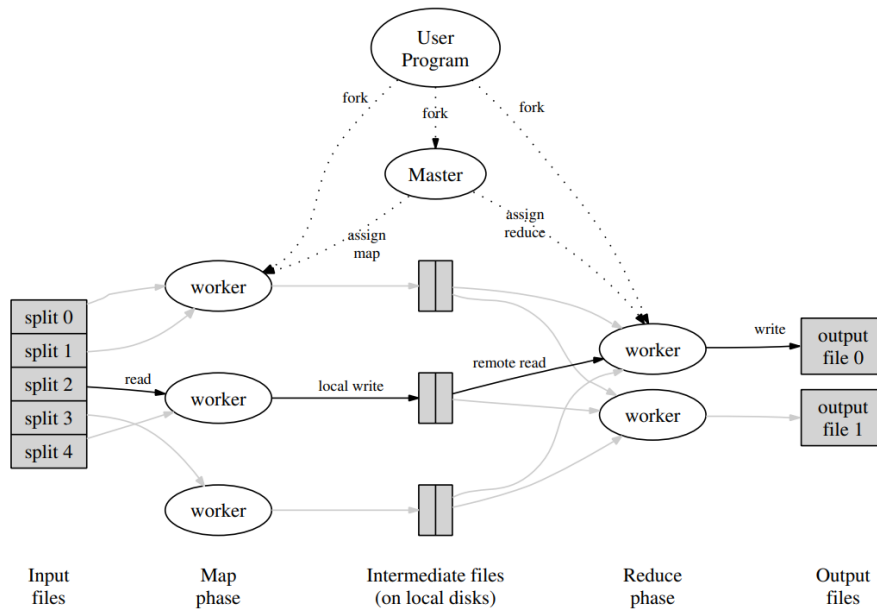 User
Program
fork
fork
fork
Master
assign
map
assign
reduce
worker
split 0
split 1
split 2
split 3
split 4
read
worker
local write
remote read
worker
write
output
file 0
worker
output
file 1
worker
Input
files
Map
phase
Intermediate files
(on local disks)
Reduce
phase
Output
files